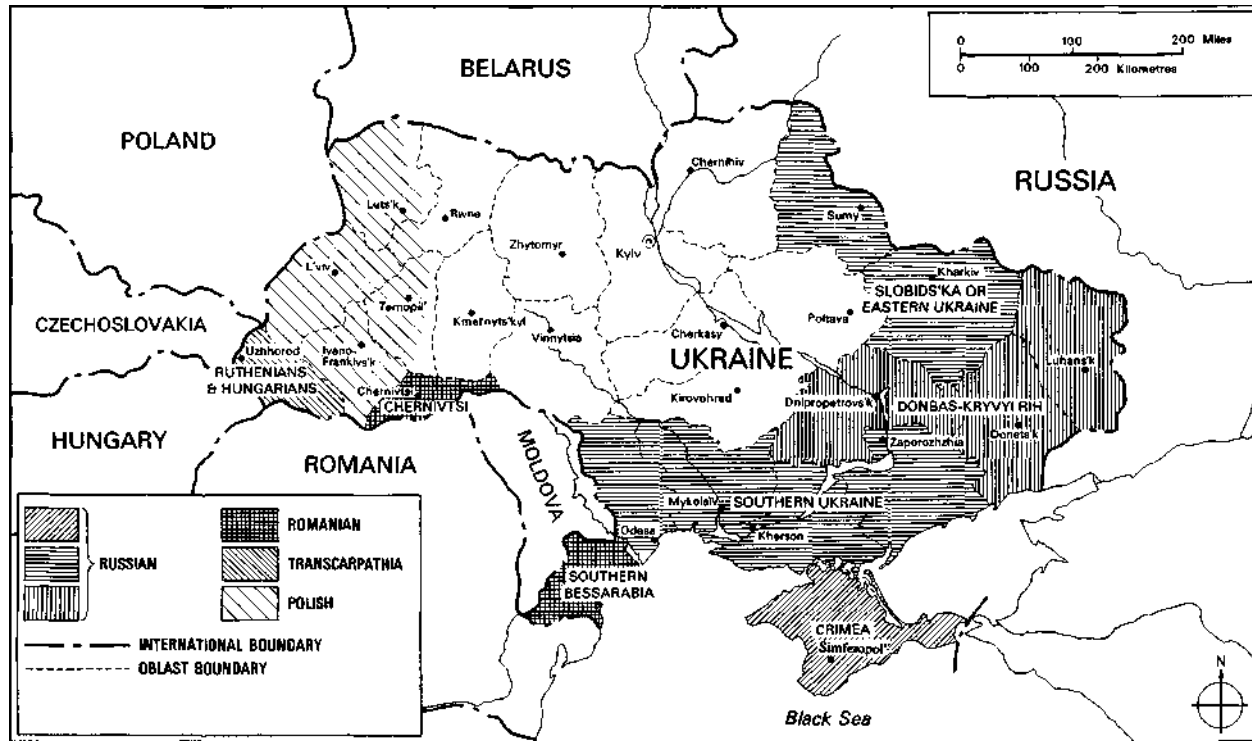 0 100 200 Miles
0 100 200 Kilometres
BELARUS
POLAND
RUSSIA
Chernihiv
Luts'k
Rivne
Sumy
Zhytomyr
Kyiv
L'viv
Kharkiv
SLOBIDS'KA OR
EASTERN UKRAINE
Ternopil'
CZECHOSLOVAKIA
Kmel'nyts'kyi
Vinnytsia
Cherkasy
Poltava
Uzhhorod
Ivano-
Frankivs'k
RUTHENIANS
& HUNGARIANS
UKRAINE
Luhans'k
Chernivtsi
CHERNIVTSI
Kirovohrad
Dnipropetrovs'k
DONBAS-KRYVYI RIH
Donets'k
HUNGARY
ROMANIA
MOLDOVA
Zaporozhzhia
Mykolaiv
SOUTHERN UKRAINE
Odesa
Kherson
SOUTHERN
BESSARABIA
CRIMEA
Simferopol'
Black Sea
N
RUSSIAN
ROMANIAN
TRANSCARPATHIA
POLISH
INTERNATIONAL BOUNDARY
OBLAST BOUNDARY